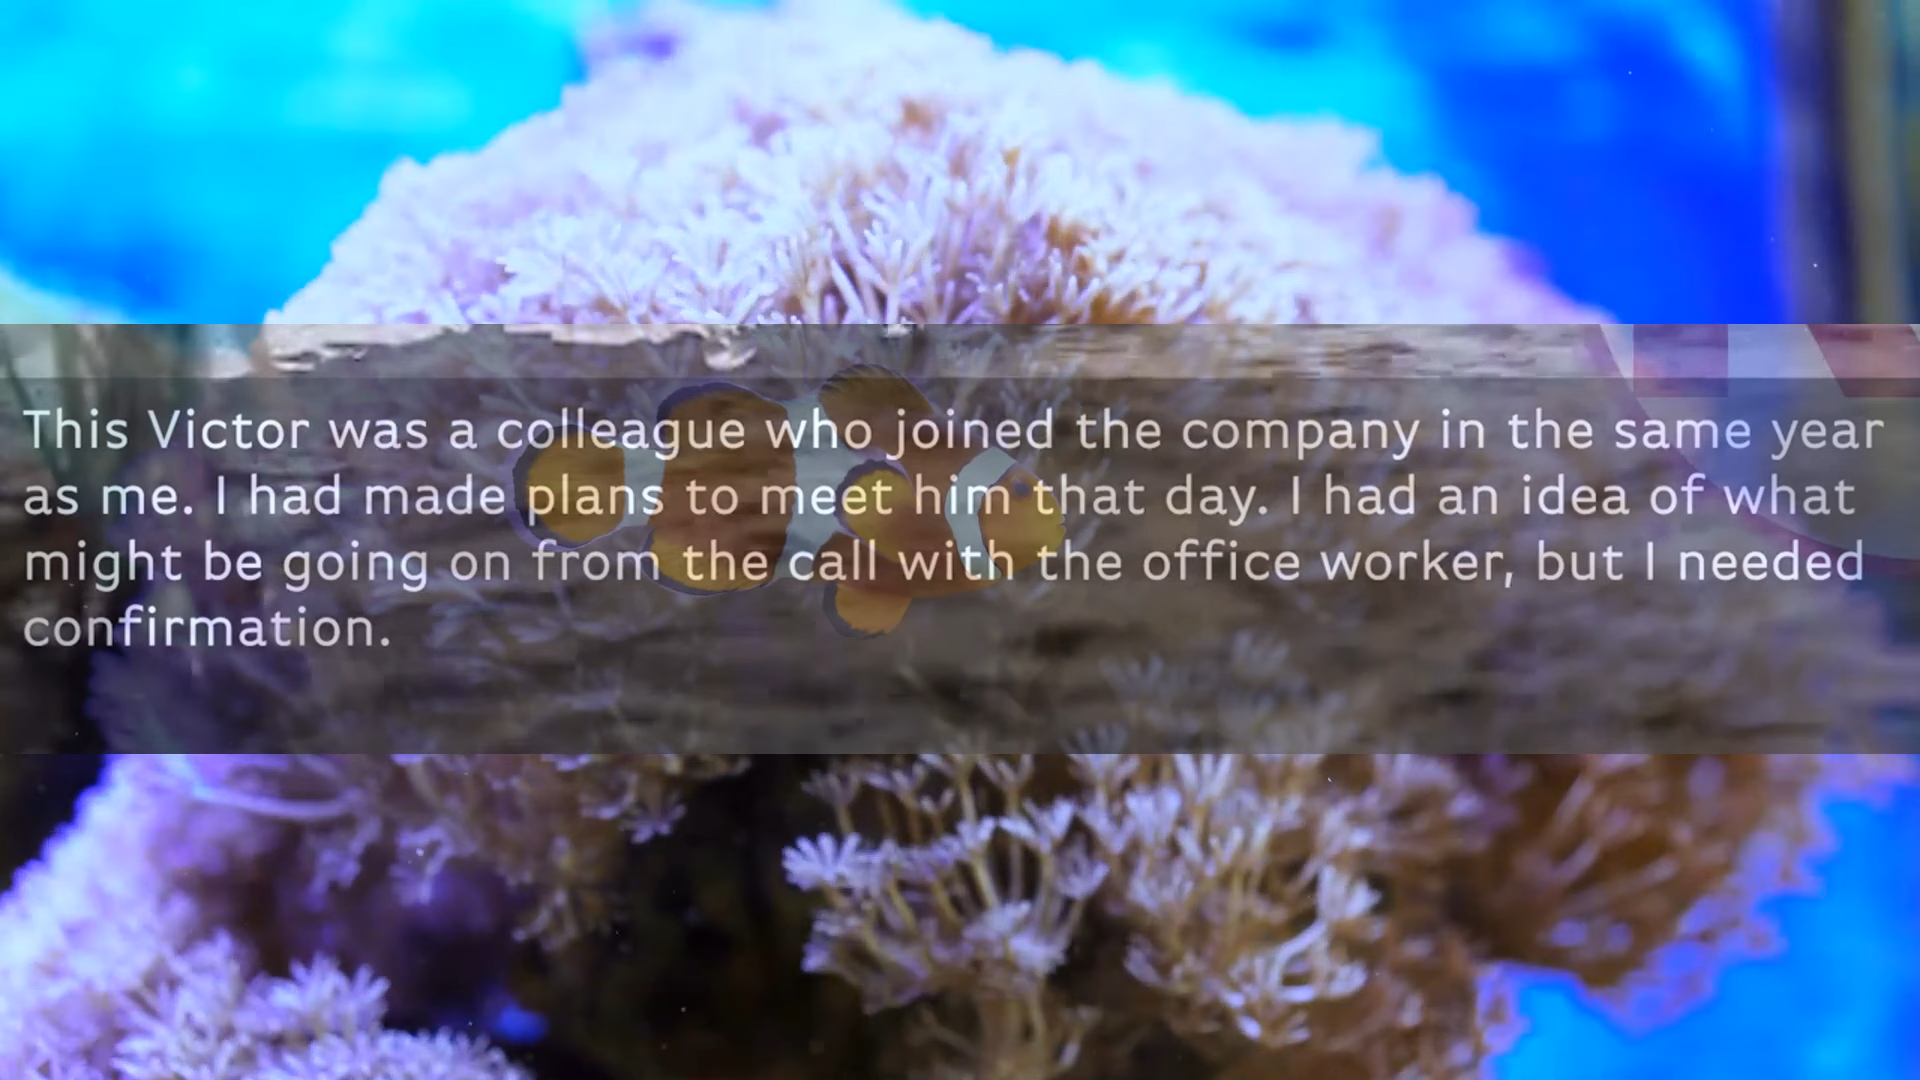 This Victor was a colleague who joined the company in the same year
as me. I had made plans to meet him that day. I had an idea of what
might be going on from the call with the office worker, but I needed
confirmation.